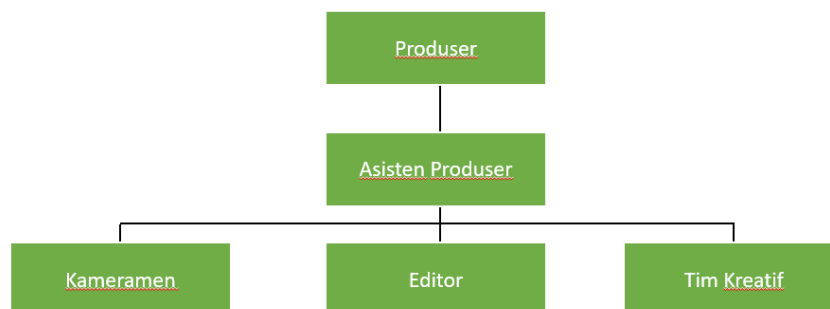 Produser
Asisten Produser
Kameramen
Editor
Tim Kreatif